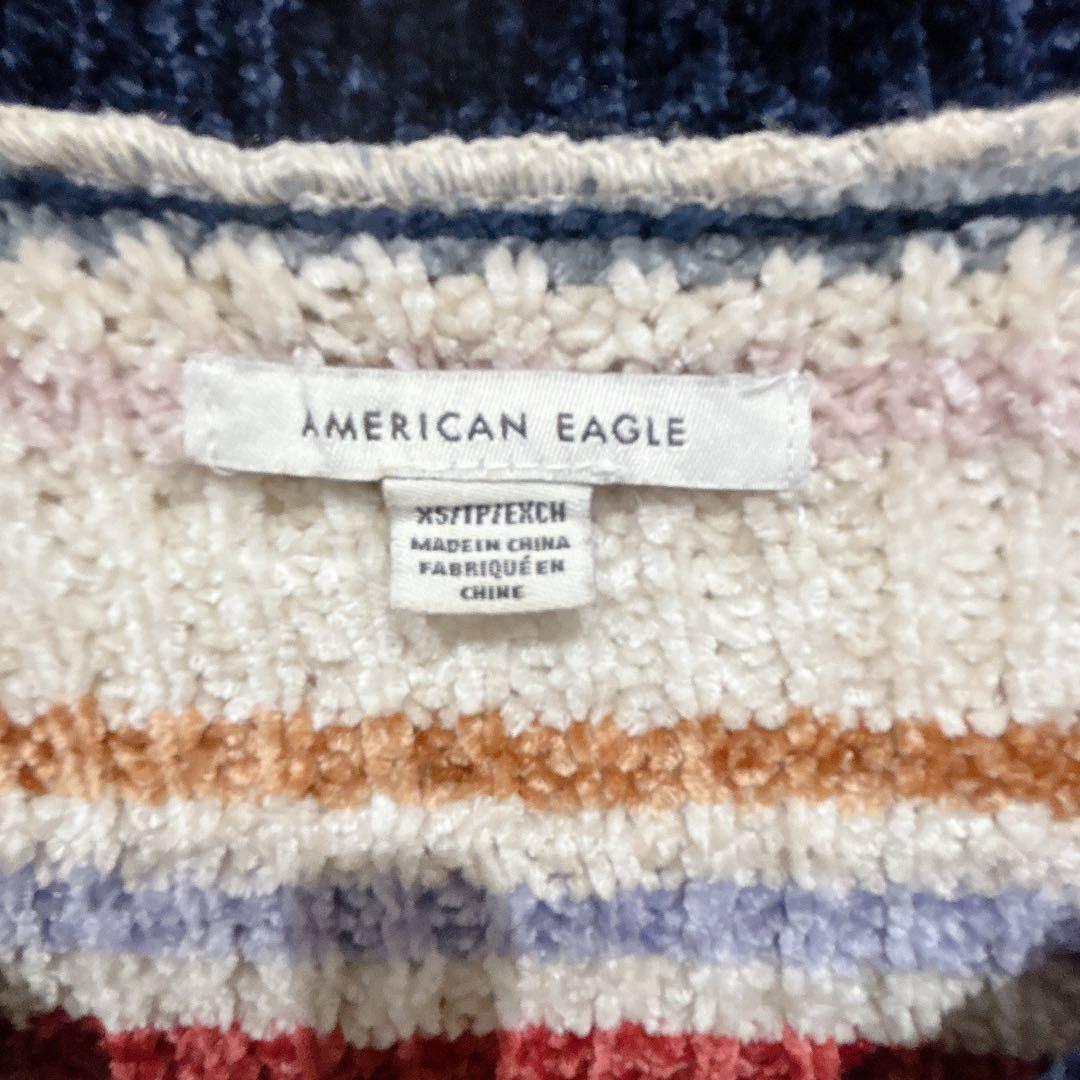 AMERICAN EAGLE
XS/TP/EXCH
MADE IN CHINA
FABRIQUÉ EN
CHINE